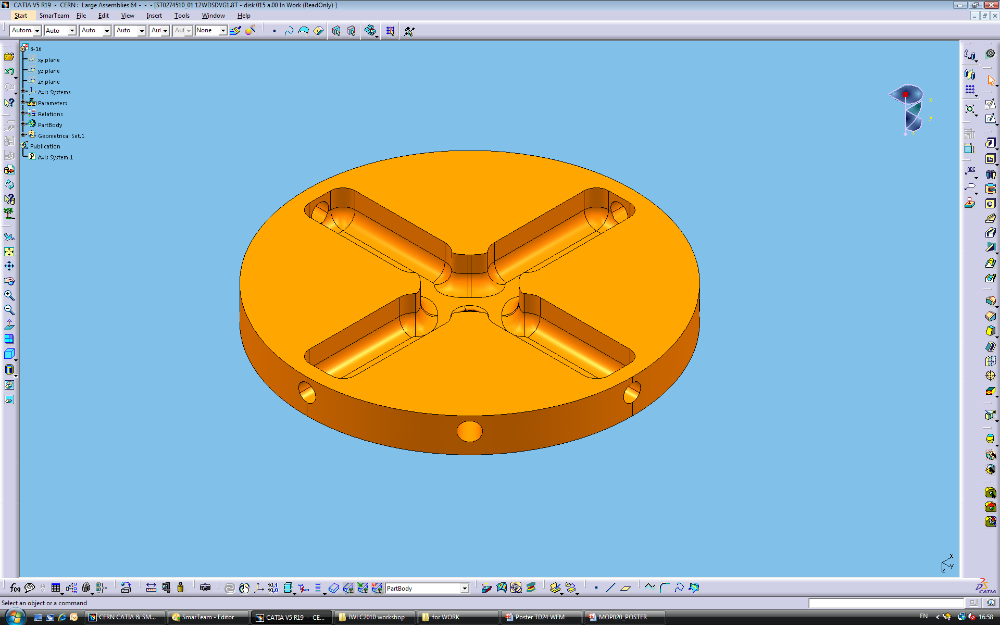 CATIA V5 R19 - CERN : Large Assemblies 64 - - - [ST0274510_01 12WDSDVG1.8T - disk 015 a.00 In Work (ReadOnly) ]
Start SmarTeam File Edit View Insert Tools Window Help
Automa Auto Auto Auto Aut Aut None
8-16
xy plane
yz plane
zx plane
Axis Systems
Parameters
Relations
PartBody
Geometrical Set.1
Publication
Axis System.1
x
y
z
ABC
x
y
z
f(x) 10.1 10.0 PartBody
DS CATIA
Select an object or a command
CERN CATIA & SM... SmarTeam - Editor CATIA V5 R19 - CE... IWLC2010 workshop for WORK Poster TD24 WFM MOP020_POSTER EN 16:58